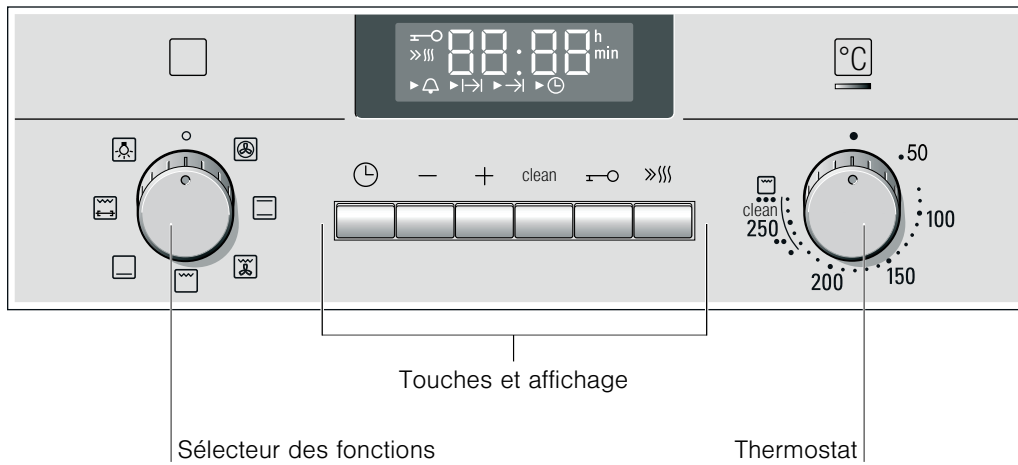 88:88 h min
°C
50
100
150
200
250
clean
clean
Touches et affichage
Sélecteur des fonctions
Thermostat